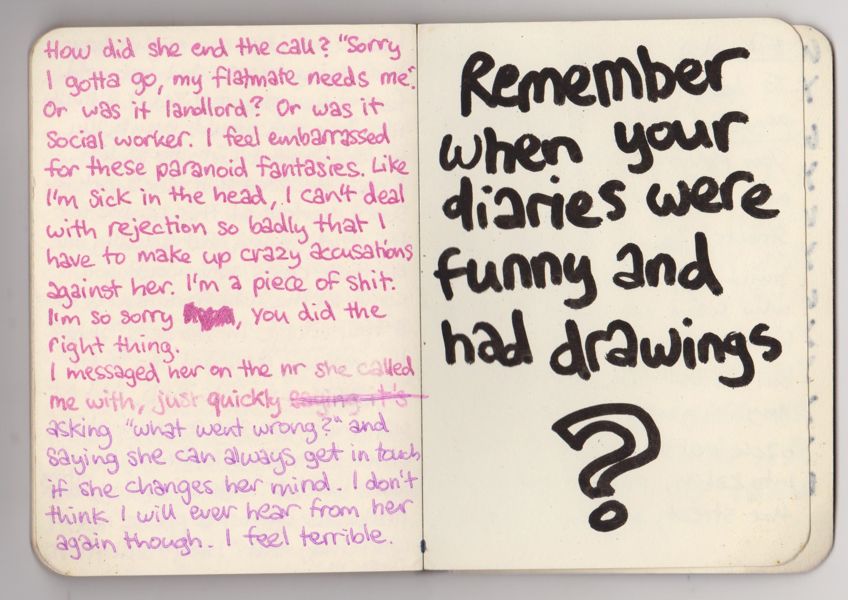 How did she end the call? "Sorry
I gotta go, my flatmate needs me".
Or was it landlord? Or was it
social worker. I feel embarrassed
for these paranoid fantasies. Like
I'm sick in the head, I can't deal
with rejection so badly that I
have to make up crazy accusations
against her. I'm a piece of shit.
I'm so sorry , you did the
right thing.
I messaged her on the nr she called
me with, just quickly saying it's
asking "what went wrong?" and
saying she can always get in touch
if she changes her mind. I don't
think I will ever hear from her
again though. I feel terrible.
Remember
when your
diaries were
funny and
had drawings
?